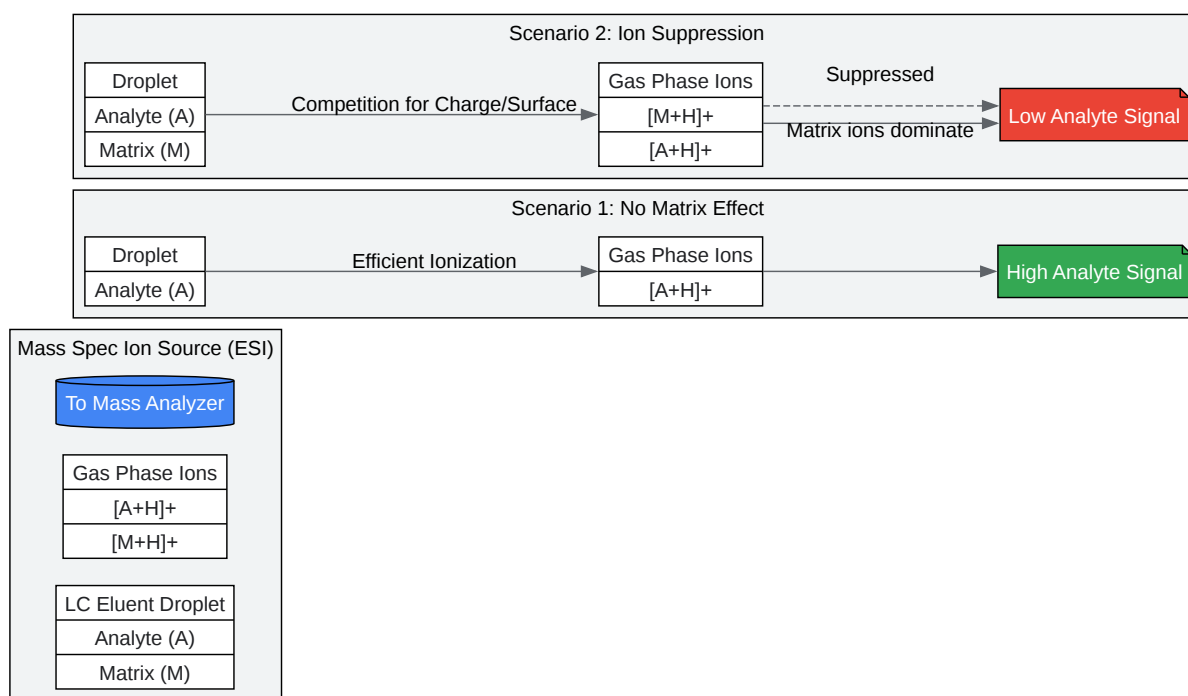 Scenario 2: Ion Suppression
Droplet
Analyte (A)
Matrix (M)
Competition for Charge/Surface
Gas Phase Ions
[M+H]+
[A+H]+
Suppressed
Matrix ions dominate
Low Analyte Signal
Scenario 1: No Matrix Effect
Droplet
Analyte (A)
Efficient Ionization
Gas Phase Ions
[A+H]+
High Analyte Signal
Mass Spec Ion Source (ESI)
To Mass Analyzer
Gas Phase Ions
[A+H]+
[M+H]+
LC Eluent Droplet
Analyte (A)
Matrix (M)